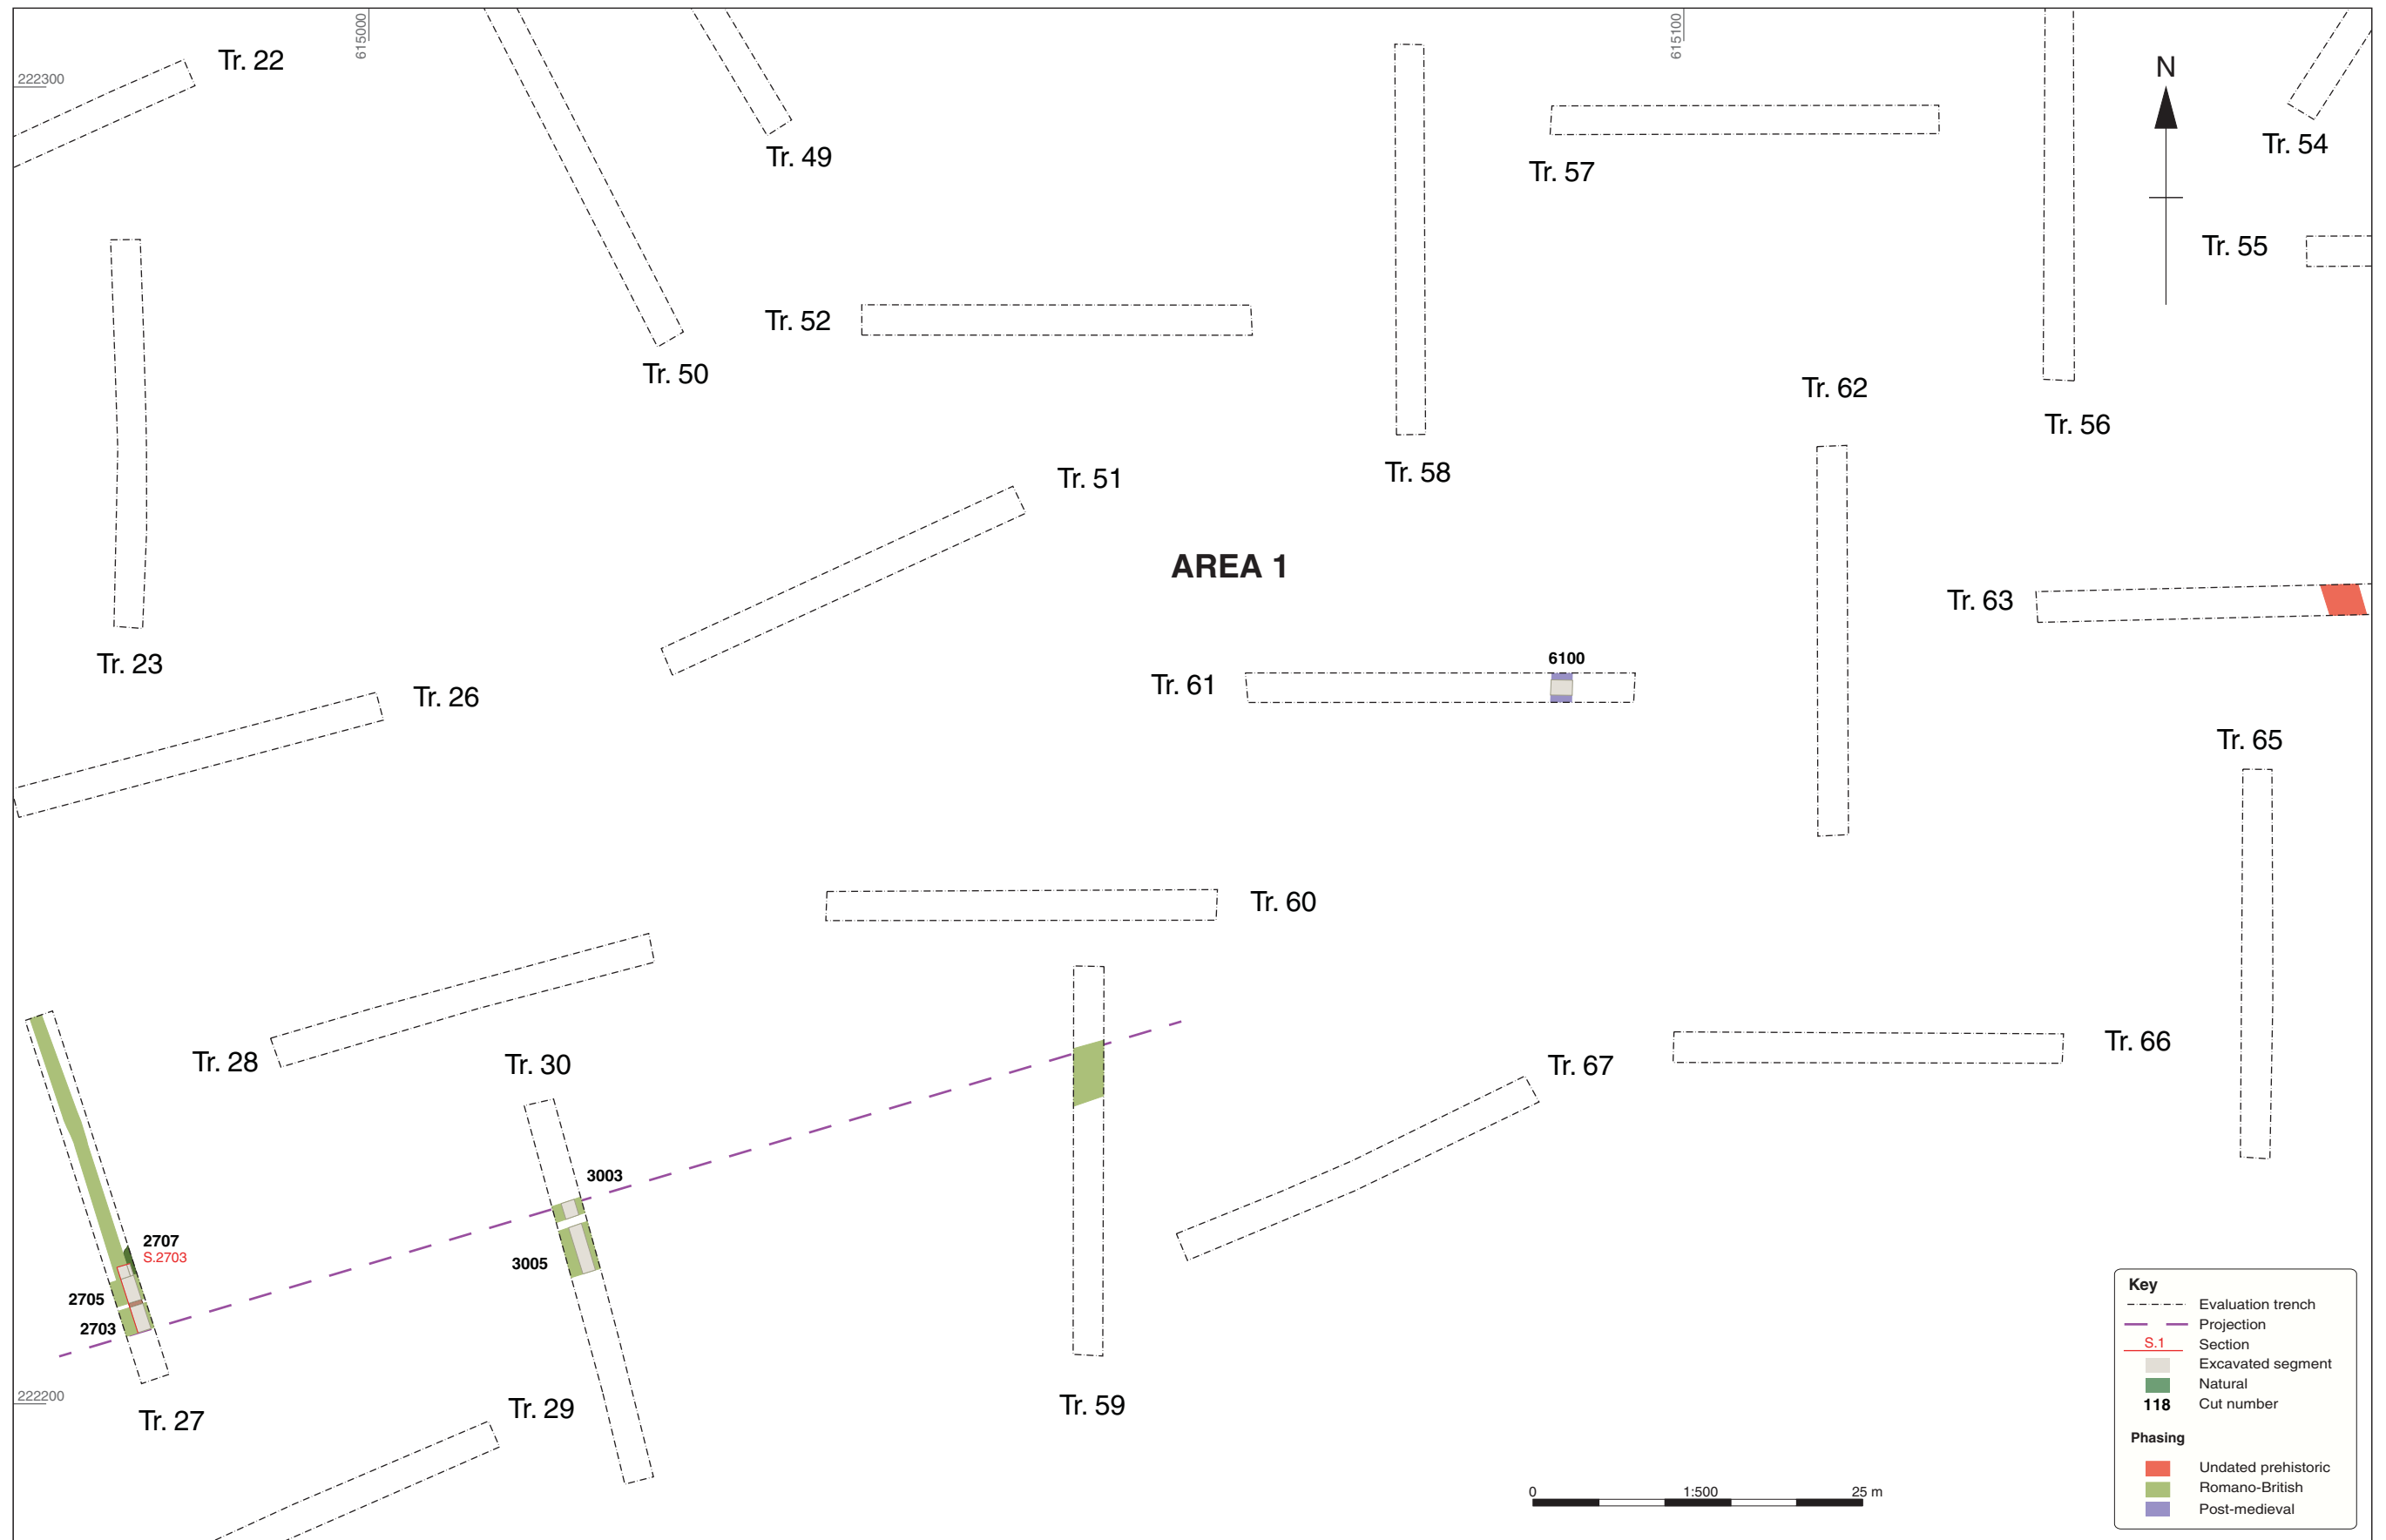 615000
615100
Tr. 22
222300
N
Tr. 49
Tr. 57
Tr. 54
Tr. 55
Tr. 52
Tr. 50
Tr. 62
Tr. 56
Tr. 58
Tr. 51
AREA 1
Tr. 63
Tr. 23
6100
Tr. 61
Tr. 26
Tr. 65
Tr. 60
Tr. 66
Tr. 28
Tr. 30
Tr. 67
3003
2707
S.2703
3005
2705
2703
222200
Tr. 27
Tr. 29
Tr. 59
0 1:500 25 m
Key
Evaluation trench
Projection
S.1 Section
Excavated segment
Natural
118 Cut number
Phasing
Undated prehistoric
Romano-British
Post-medieval